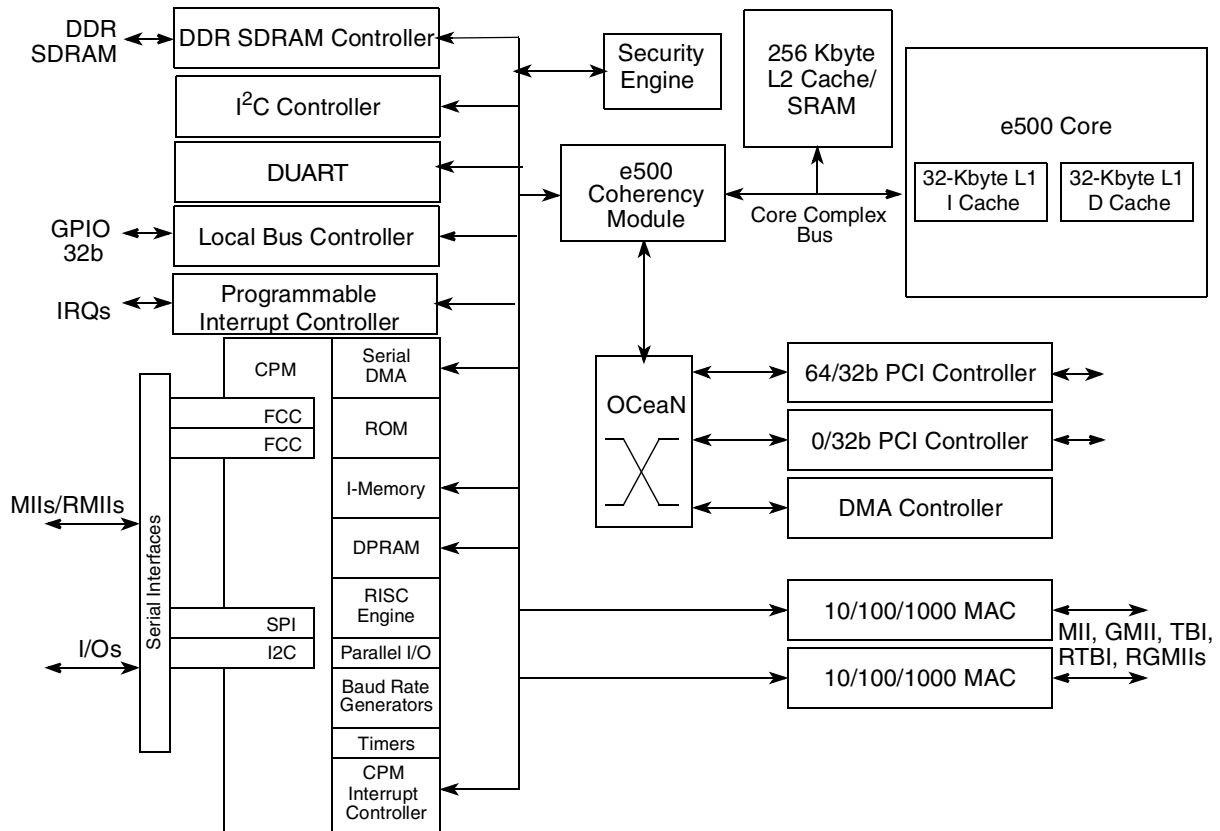 DDR
SDRAM
DDR SDRAM Controller
I²C Controller
DUART
GPIO
32b
Local Bus Controller
IRQs
Programmable
Interrupt Controller
Security
Engine
256 Kbyte
L2 Cache/
SRAM
e500 Core
32-Kbyte L1
I Cache
32-Kbyte L1
D Cache
e500
Coherency
Module
Core Complex
Bus
CPM
Serial
DMA
FCC
FCC
ROM
I-Memory
MIIs/RMIIs
Serial Interfaces
DPRAM
RISC
Engine
SPI
I/Os
I2C
Parallel I/O
Baud Rate
Generators
Timers
CPM
Interrupt
Controller
OCeaN
64/32b PCI Controller
0/32b PCI Controller
DMA Controller
10/100/1000 MAC
10/100/1000 MAC
MII, GMII, TBI,
RTBI, RGMIIs